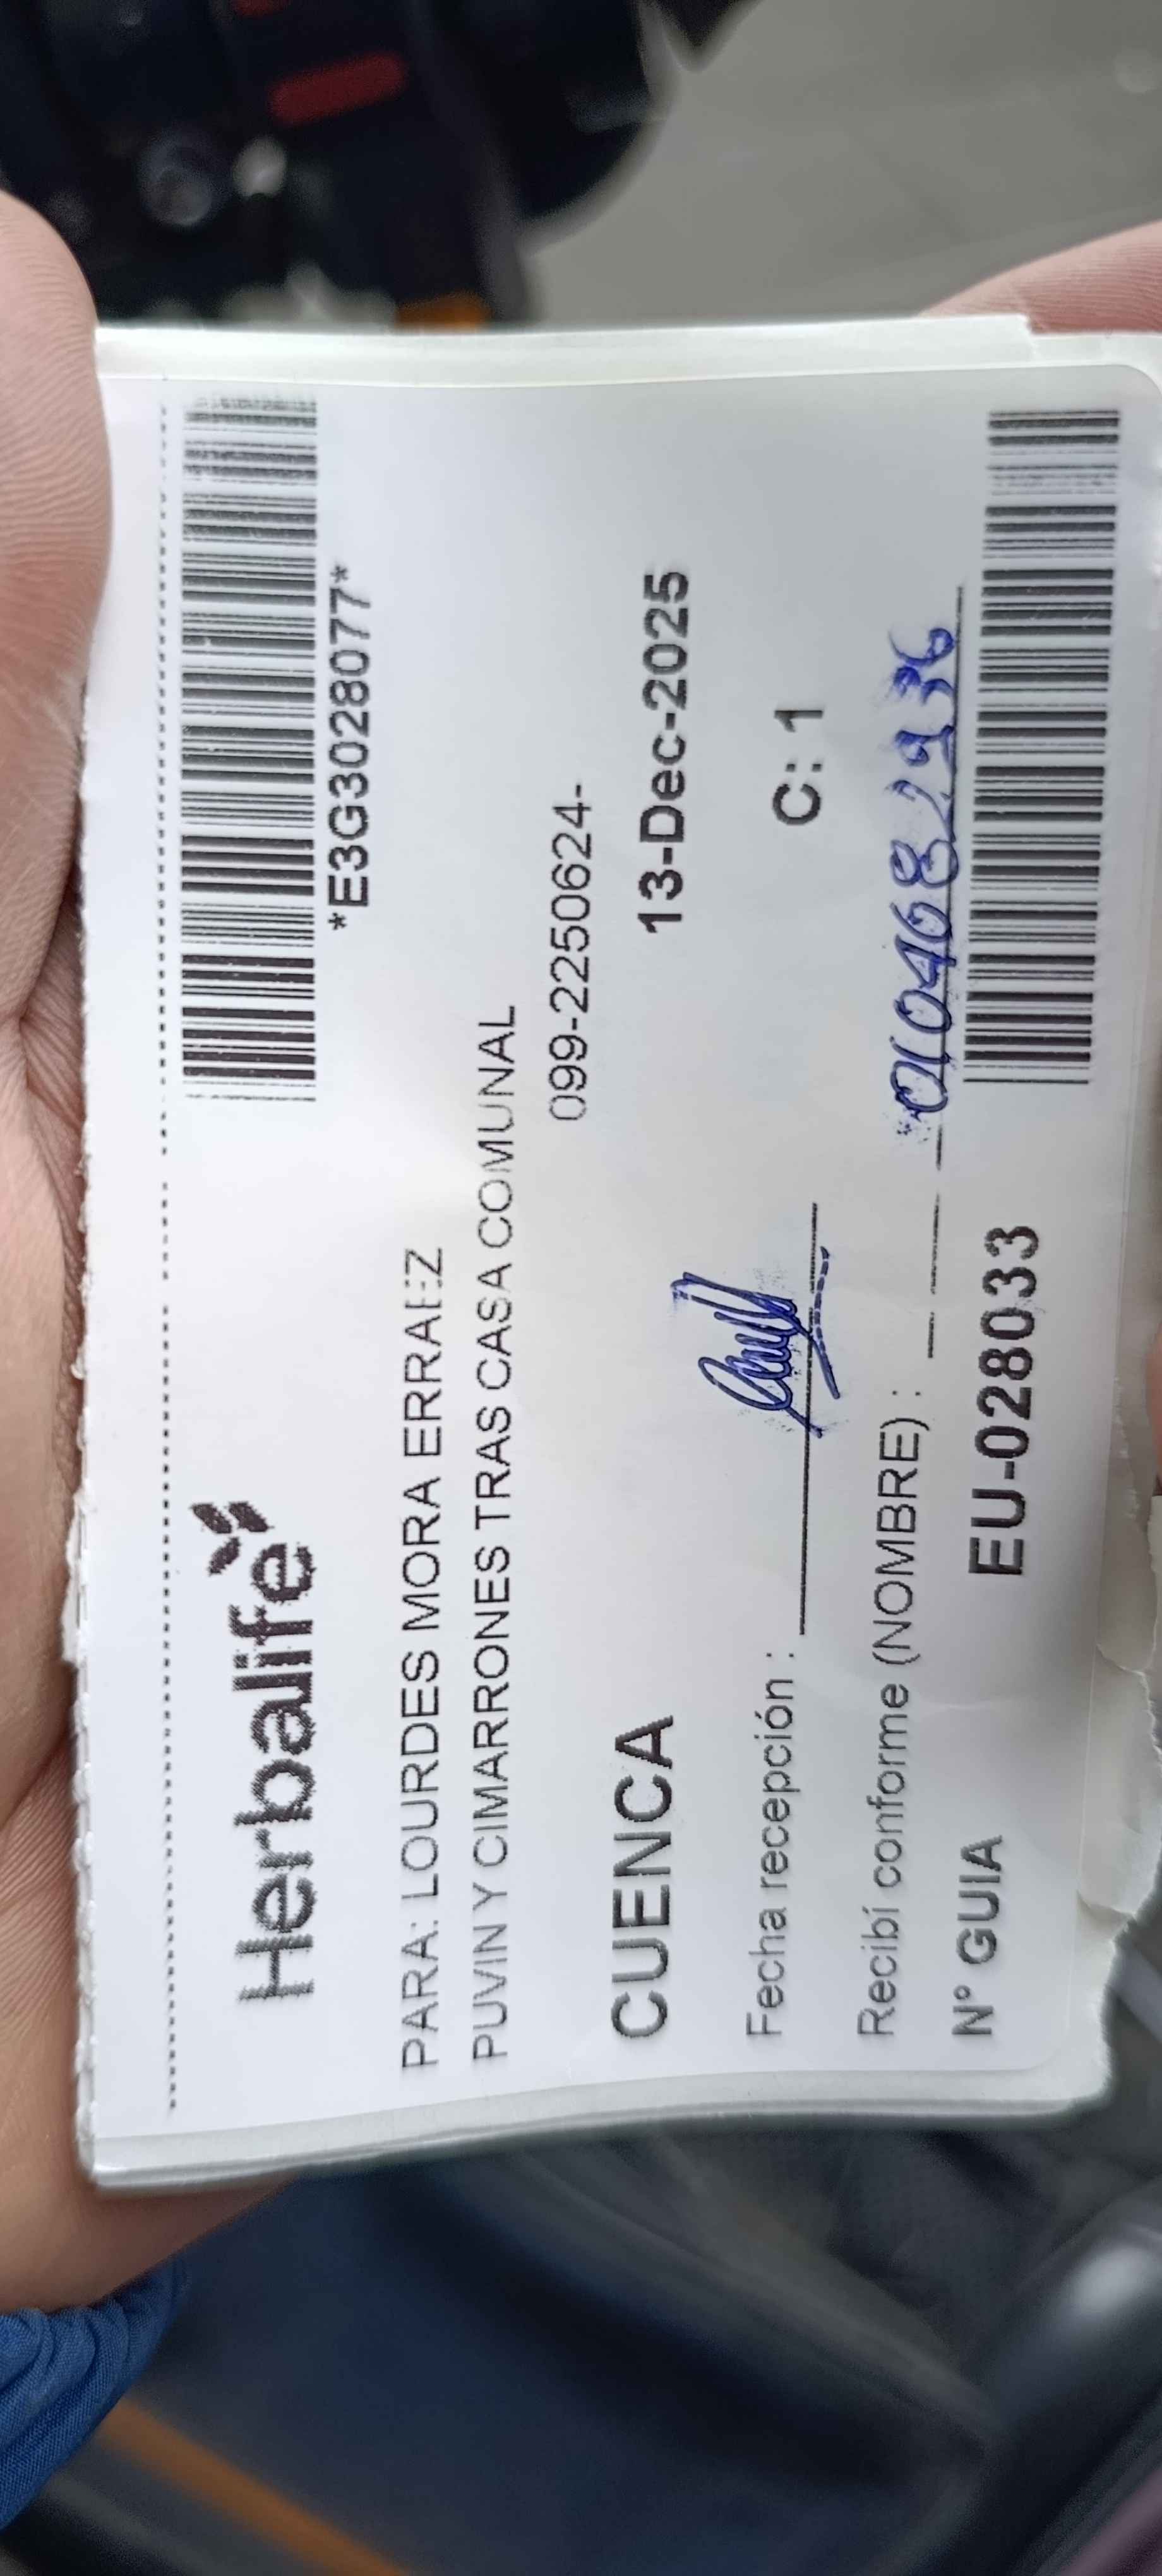 Herbalife
*E3G3028077*
PARA: LOURDES MORA ERRAEZ
PUVIN Y CIMARRONES TRAS CASA COMUNAL
099-2250624-
CUENCA 13-Dec-2025
Fecha recepción : C: 1
Recibí conforme (NOMBRE) :
N° GUIA EU-028033